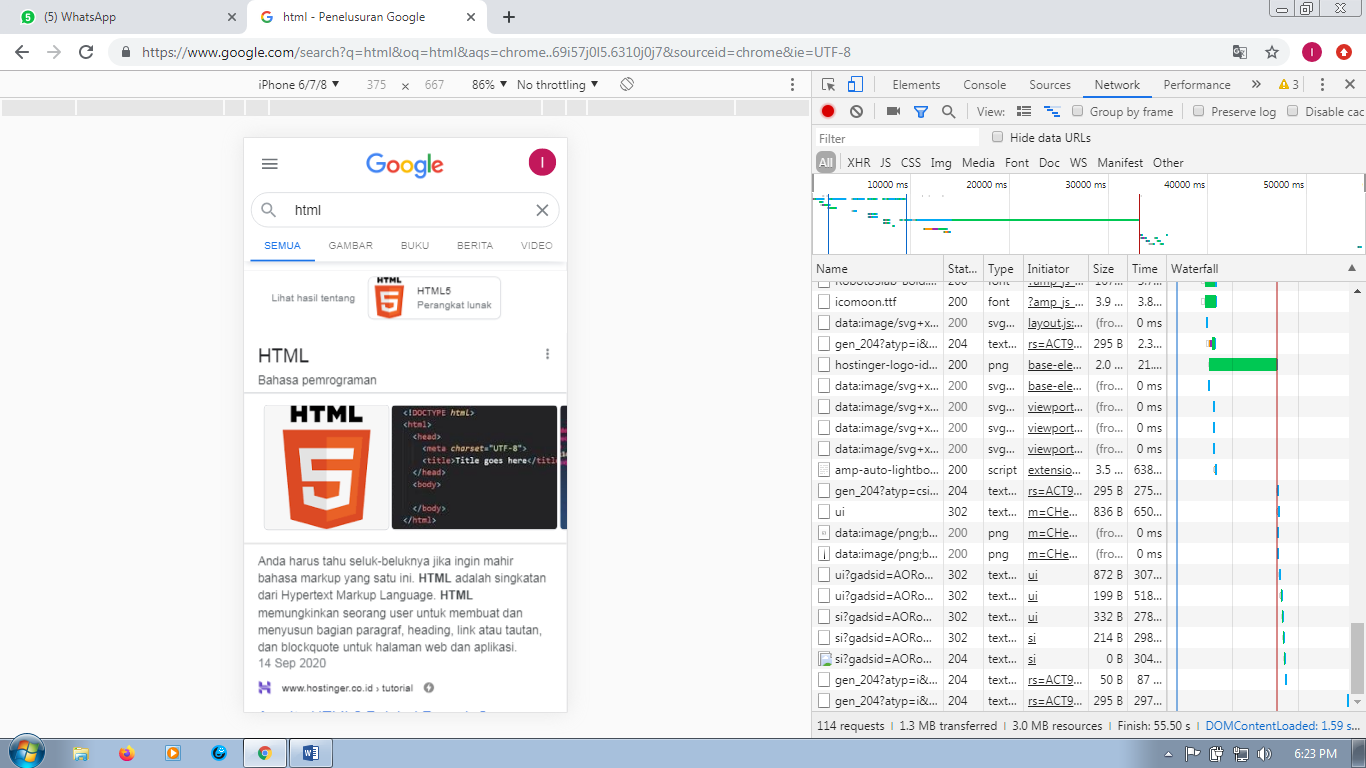 5 (5) WhatsApp
html - Penelusuran Google
https://www.google.com/search?q=html&oq=html&aqs=chrome..69i57j0l5.6310j0j7&sourceid=chrome&ie=UTF-8
I
iPhone 6/7/8 ▼ 375 × 667 86% ▼ No throttling ▼
Google
I
html
SEMUA GAMBAR BUKU BERITA VIDEO
Lihat hasil tentang
HTML
HTML5
Perangkat lunak
HTML
Bahasa pemrograman
HTML
<!DOCTYPE html>
<html>
<head>
<meta charset="UTF-8">
<title>Title goes here</title
</head>
<body>
</body>
</html>
Anda harus tahu seluk-beluknya jika ingin mahir
bahasa markup yang satu ini. HTML adalah singkatan
dari Hypertext Markup Language. HTML
memungkinkan seorang user untuk membuat dan
menyusun bagian paragraf, heading, link atau tautan,
dan blockquote untuk halaman web dan aplikasi.
14 Sep 2020
www.hostinger.co.id › tutorial
Elements Console Sources Network Performance » 3
View: Group by frame Preserve log Disable cac
Filter Hide data URLs
All XHR JS CSS Img Media Font Doc WS Manifest Other
10000 ms 20000 ms 30000 ms 40000 ms 50000 ms
Name Stat... Type Initiator Size Time Waterfall
icomoon.ttf 200 font ?amp_js_... 3.9 ... 3.8...
data:image/svg+x... 200 svg... layout.js:... (fro... 0 ms
gen_204?atyp=i&... 204 text... rs=ACT9... 295 B 2.3...
hostinger-logo-id... 200 png base-ele... 2.0 ... 21....
data:image/svg+x... 200 svg... base-ele... (fro... 0 ms
data:image/svg+x... 200 svg... viewport... (fro... 0 ms
data:image/svg+x... 200 svg... viewport... (fro... 0 ms
data:image/svg+x... 200 svg... viewport... (fro... 0 ms
amp-auto-lightbo... 200 script extensio... 3.5 ... 638...
gen_204?atyp=csi... 204 text... rs=ACT9... 295 B 275...
ui 302 text... m=CHe... 836 B 650...
data:image/png;b... 200 png m=CHe... (fro... 0 ms
data:image/png;b... 200 png m=CHe... (fro... 0 ms
ui?gadsid=AORo... 302 text... ui 872 B 307...
ui?gadsid=AORo... 302 text... ui 199 B 518...
si?gadsid=AORo... 302 text... ui 332 B 278...
si?gadsid=AORo... 302 text... si 214 B 298...
si?gadsid=AORo... 204 text... si 0 B 304...
gen_204?atyp=i&... 204 text... rs=ACT9... 50 B 87 ...
gen_204?atyp=i&... 204 text... rs=ACT9... 295 B 297...
114 requests 1.3 MB transferred 3.0 MB resources Finish: 55.50 s DOMContentLoaded: 1.59 s...
6:23 PM